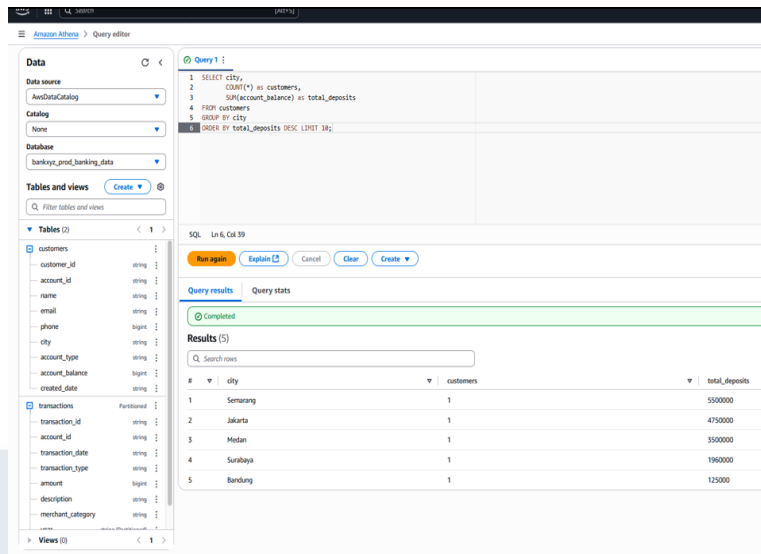 Search
[Alt+S]
Amazon Athena > Query editor
Data
Data source
AwsDataCatalog
Catalog
None
Database
bankxyz_prod_banking_data
Tables and views
Create
Filter tables and views
Tables (2)
< 1 >
customers
customer_id string
account_id string
name string
email string
phone bigint
city string
account_type string
account_balance bigint
created_date string
transactions Partitioned
transaction_id string
account_id string
transaction_date string
transaction_type string
amount bigint
description string
merchant_category string
Views (0)
< 1 >
Query 1
1 SELECT city,
2 COUNT(*) as customers,
3 SUM(account_balance) as total_deposits
4 FROM customers
5 GROUP BY city
6 ORDER BY total_deposits DESC LIMIT 10;
SQL Ln 6, Col 39
Run again Explain Cancel Clear Create
Query results Query stats
Completed
Results (5)
Search rows
# city customers total_deposits
1 Semarang 1 5500000
2 Jakarta 1 4750000
3 Medan 1 3500000
4 Surabaya 1 1960000
5 Bandung 1 125000